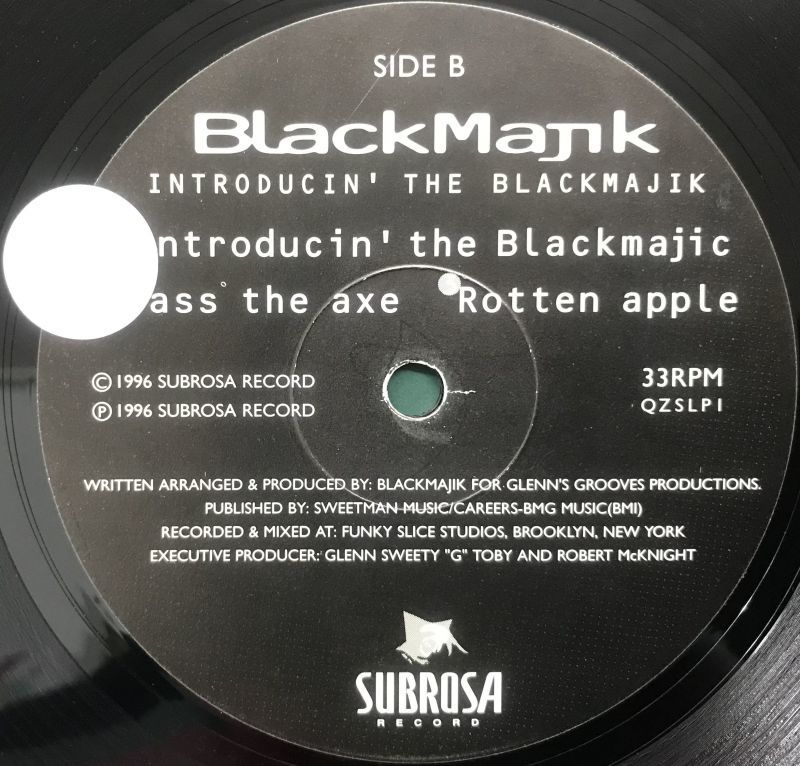 SIDE B
BLackMajik
INTRODUCIN' THE BLACKMAJIK
ntroducin' the Blackmajic
ass the axe Rotten apple
©1996 SUBROSA RECORD
℗1996 SUBROSA RECORD
33RPM
QZSLP1
WRITTEN ARRANGED & PRODUCED BY: BLACKMAJIK FOR GLENN'S GROOVES PRODUCTIONS.
PUBLISHED BY: SWEETMAN MUSIC/CAREERS-BMG MUSIC(BMI)
RECORDED & MIXED AT: FUNKY SLICE STUDIOS, BROOKLYN, NEW YORK
EXECUTIVE PRODUCER: GLENN SWEETY "G" TOBY AND ROBERT McKNIGHT
SUBROSA
RECORD